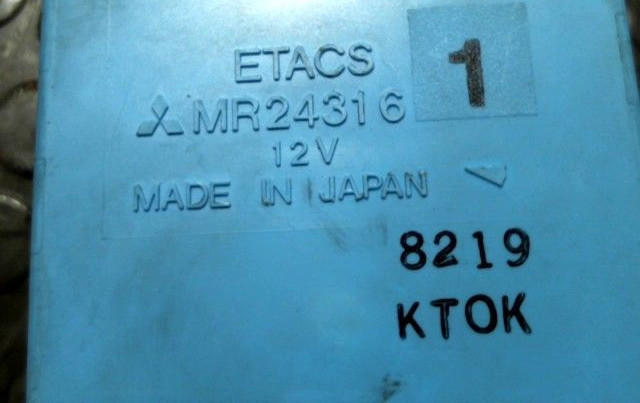 ETACS
MR24316 1
12V
MADE IN JAPAN
8219
KTOK